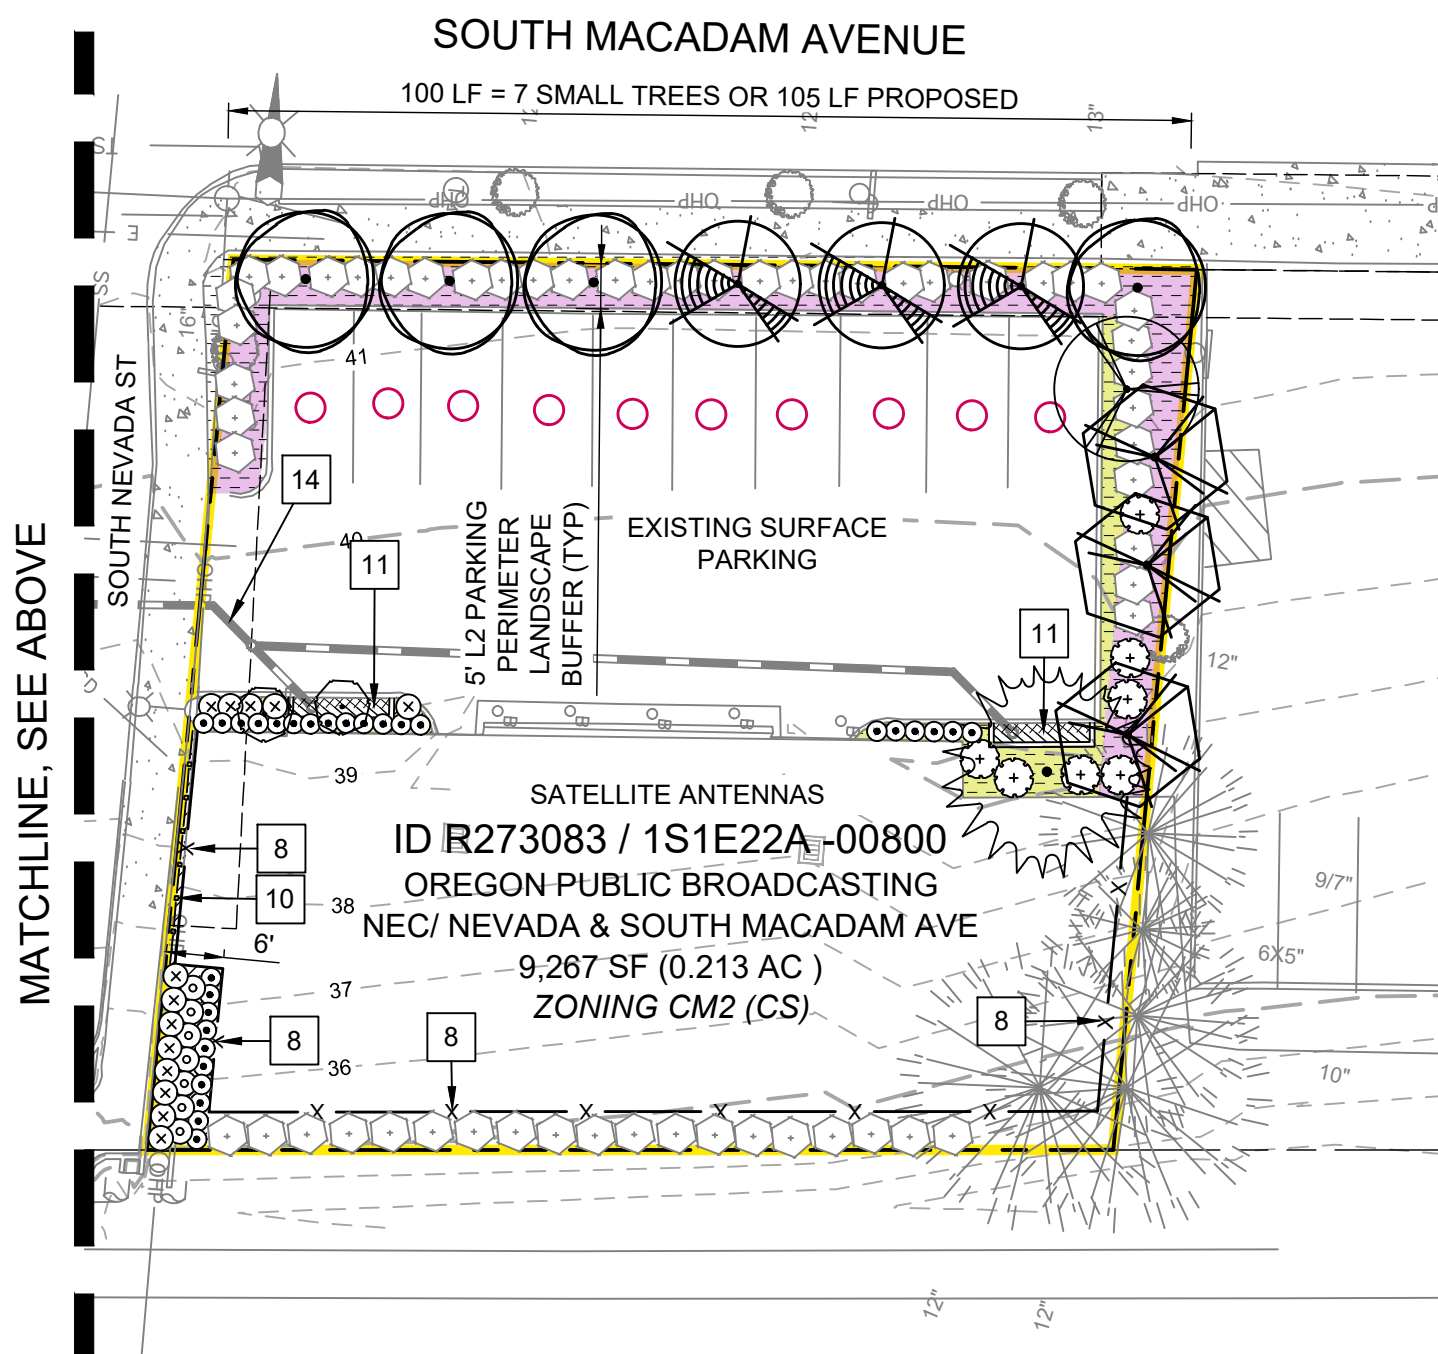 SOUTH MACADAM AVENUE
100 LF = 7 SMALL TREES OR 105 LF PROPOSED
12"
13"
OHP
OHP
OHP
OHP
SS
16"
41
SOUTH NEVADA ST
14
40
11
5' L2 PARKING
PERIMETER
LANDSCAPE
BUFFER (TYP)
EXISTING SURFACE
PARKING
11
12"
MATCHLINE, SEE ABOVE
39
SATELLITE ANTENNAS
ID R273083 / 1S1E22A -00800
OREGON PUBLIC BROADCASTING
NEC/ NEVADA & SOUTH MACADAM AVE
9,267 SF (0.213 AC )
ZONING CM2 (CS)
8
10
38
6'
37
8
8
8
36
9/7"
6X5"
10"
12"
12"